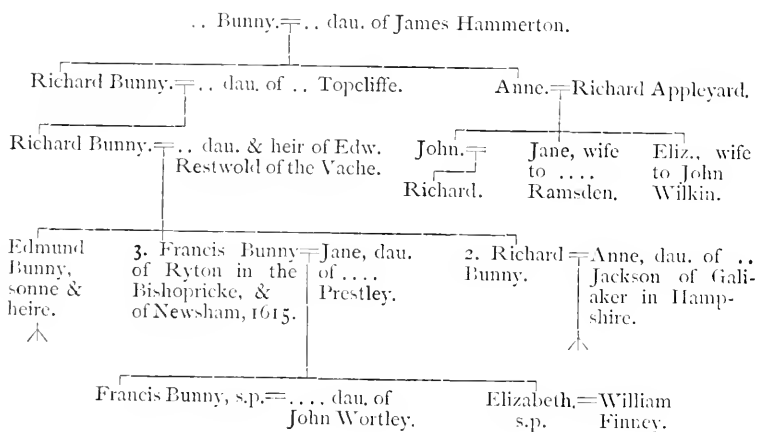 .. Bunny.=.. dau. of James Hammerton.
Richard Bunny.=.. dau. of .. Topcliffe. Anne.=Richard Appleyard.
Richard Bunny.=.. dau. & heir of Edw. Restwold of the Vache.
John.=
Richard.
Jane, wife
to ....
Ramsden.
Eliz., wife
to John
Wilkin.
Edmund
Bunny,
sonne &
heire.
3. Francis Bunny=
of Ryton in the
Bishopricke, &
of Newsham, 1615.
Jane, dau.
of ....
Prestley.
2. Richard=
Bunny.
Anne, dau. of ..
Jackson of Gali-
aker in Hamp-
shire.
Francis Bunny, s.p.=.... dau. of
John Wortley.
Elizabeth.=William
s.p. Finney.